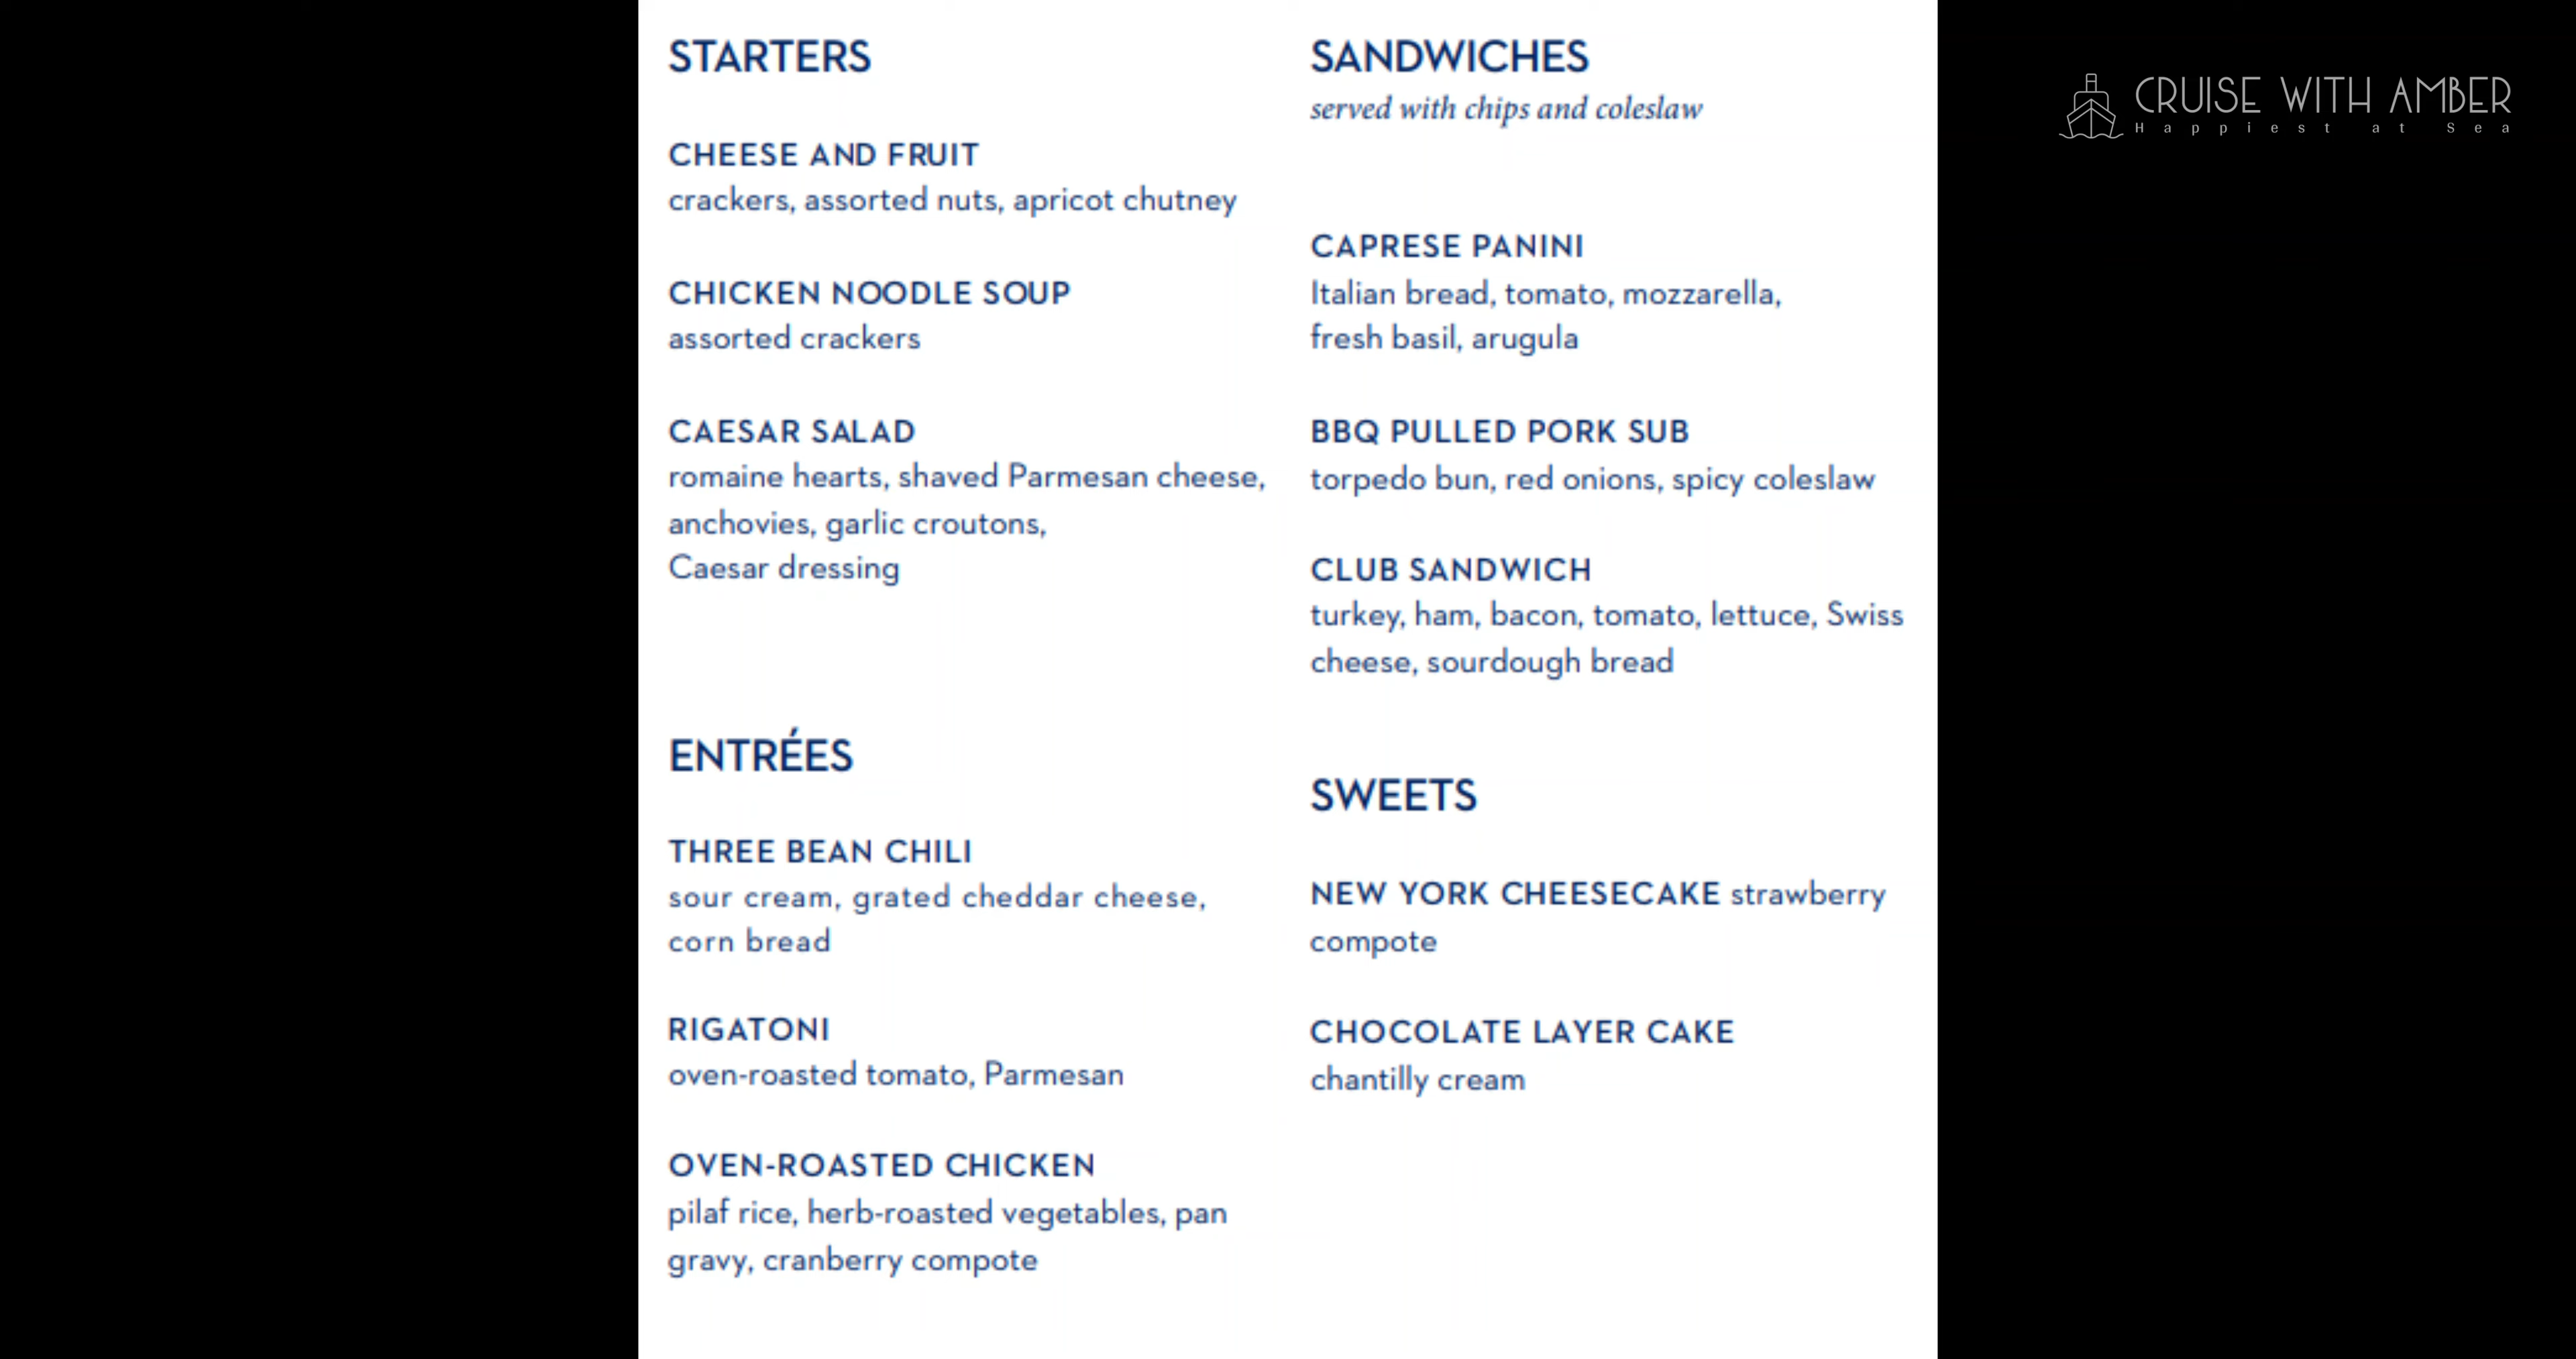 STARTERS
CHEESE AND FRUIT
crackers, assorted nuts, apricot chutney
CHICKEN NOODLE SOUP
assorted crackers
CAESAR SALAD
romaine hearts, shaved Parmesan cheese,
anchovies, garlic croutons,
Caesar dressing
ENTRÉES
THREE BEAN CHILI
sour cream, grated cheddar cheese,
corn bread
RIGATONI
oven-roasted tomato, Parmesan
OVEN-ROASTED CHICKEN
pilaf rice, herb-roasted vegetables, pan
gravy, cranberry compote
SANDWICHES
served with chips and coleslaw
CAPRESE PANINI
Italian bread, tomato, mozzarella,
fresh basil, arugula
BBQ PULLED PORK SUB
torpedo bun, red onions, spicy coleslaw
CLUB SANDWICH
turkey, ham, bacon, tomato, lettuce, Swiss
cheese, sourdough bread
SWEETS
NEW YORK CHEESECAKE strawberry
compote
CHOCOLATE LAYER CAKE
chantilly cream
CRUISE WITH AMBER
Happiest at Sea